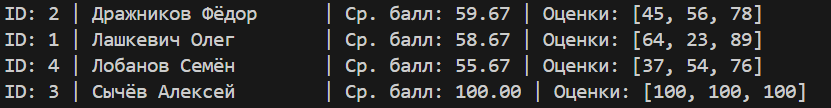 ID: 2 | Дражников Фёдор      | Ср. балл: 59.67 | Оценки: [45, 56, 78]
ID: 1 | Лашкевич Олег        | Ср. балл: 58.67 | Оценки: [64, 23, 89]
ID: 4 | Лобанов Семён        | Ср. балл: 55.67 | Оценки: [37, 54, 76]
ID: 3 | Сычёв Алексей        | Ср. балл: 100.00 | Оценки: [100, 100, 100]